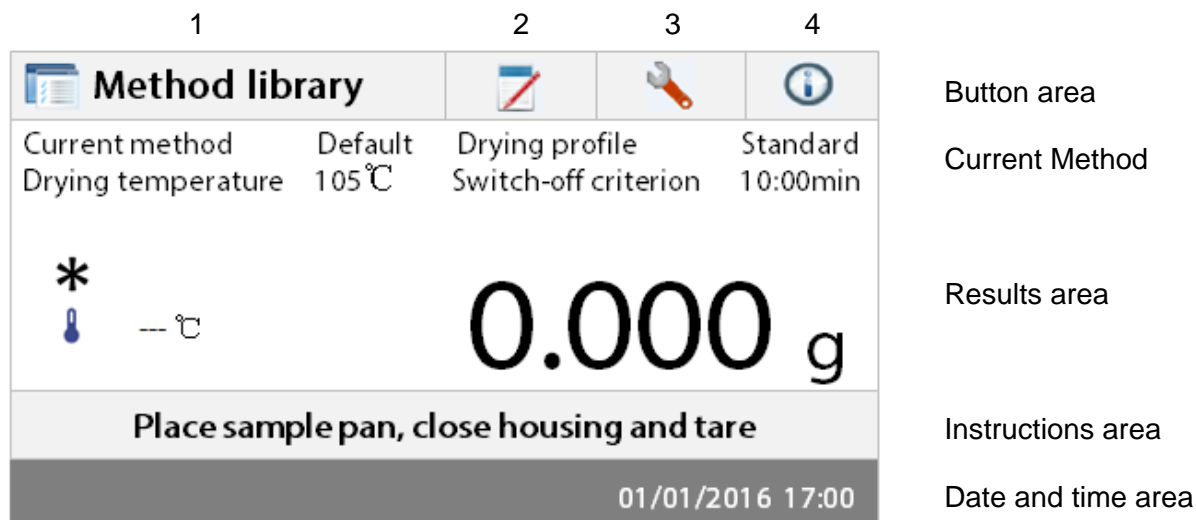 1 2 3 4
Method library
Button area
Current method Default Drying profile Standard
Drying temperature 105℃ Switch-off criterion 10:00min
Current Method
*
--- ℃
0.000 g
Results area
Place sample pan, close housing and tare
Instructions area
01/01/2016 17:00
Date and time area